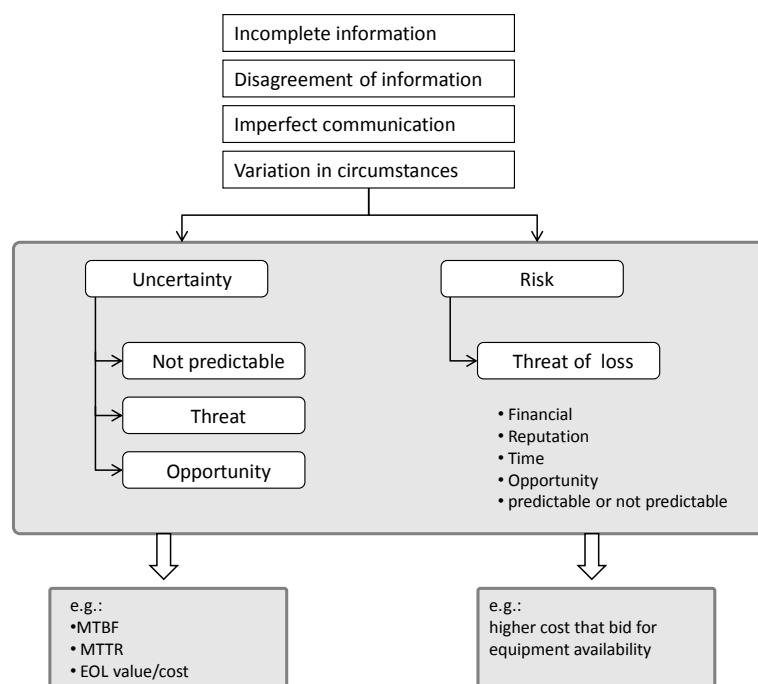 Incomplete information
Disagreement of information
Imperfect communication
Variation in circumstances
Uncertainty
Not predictable
Threat
Opportunity
Risk
Threat of loss
• Financial
• Reputation
• Time
• Opportunity
• predictable or not predictable
e.g.:
•MTBF
• MTTR
• EOL value/cost
e.g.:
higher cost that bid for
equipment availability